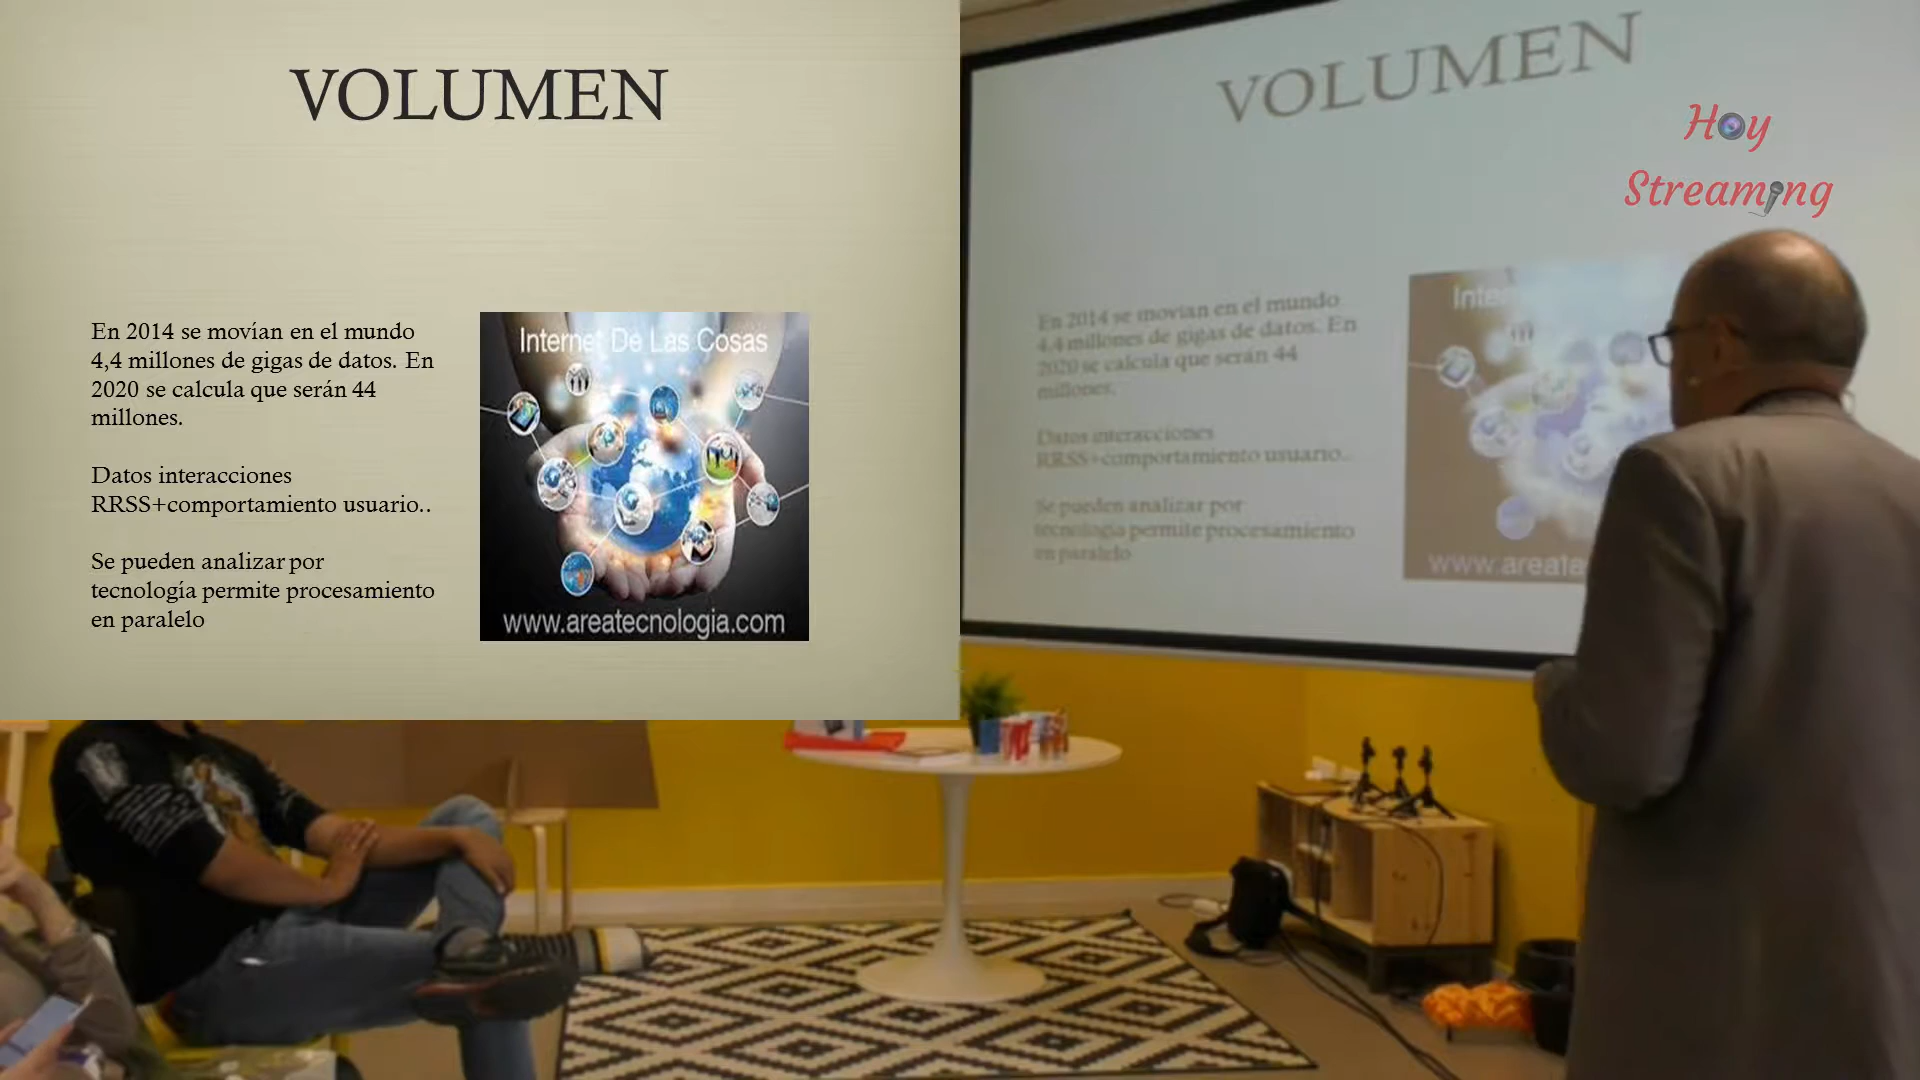 VOLUMEN
En 2014 se movían en el mundo
4,4 millones de gigas de datos. En
2020 se calcula que serán 44
millones.
Datos interacciones
RRSS+comportamiento usuario..
Se pueden analizar por
tecnología permite procesamiento
en paralelo
Internet De Las Cosas
www.areatecnologia.com
VOLUMEN
Hoy
Streaming
En 2014 se movían en el mundo
4,4 millones de gigas de datos. En
2020 se calcula que serán 44
millones.
Datos interacciones
RRSS+comportamiento usuario..
Se pueden analizar por
tecnología permite procesamiento
en paralelo
Inte
www.areate